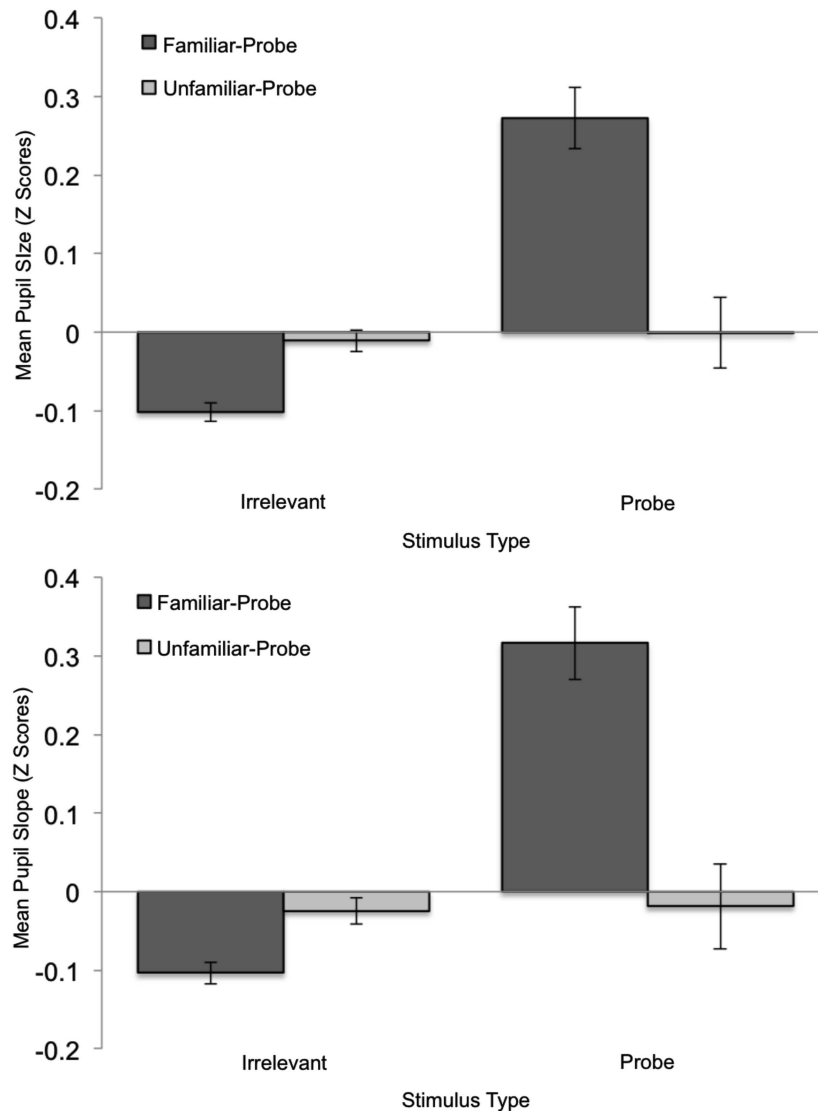 Mean Pupil SIze (Z Scores)
0.4
0.3
0.2
0.1
0
-0.1
-0.2
Familiar-Probe
Unfamiliar-Probe
Irrelevant
Probe
Stimulus Type
Mean Pupil Slope (Z Scores)
0.4
0.3
0.2
0.1
0
-0.1
-0.2
Familiar-Probe
Unfamiliar-Probe
Irrelevant
Probe
Stimulus Type